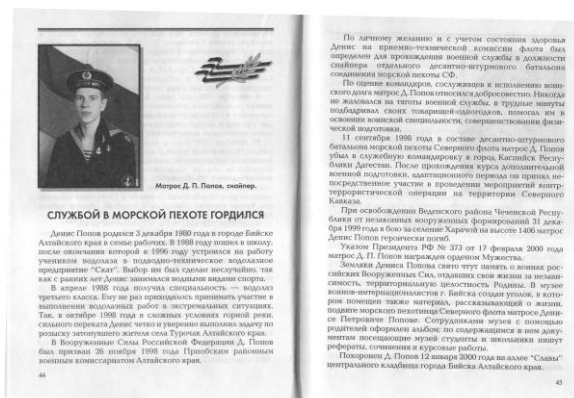 Матрос Д. П. Попов, снайпер.
СЛУЖБОЙ В МОРСКОЙ ПЕХОТЕ ГОРДИЛСЯ
Денис Попов родился 3 декабря 1980 года в городе Бийске
Алтайского края в семье рабочих. В 1988 году пошел в школу,
после окончания которой в 1996 году устроился на работу
учеником водолаза в подводно-техническое водолазное
предприятие "Скат". Выбор им был сделан неслучайно, так
как с ранних лет Денис занимался водными видами спорта.
В апреле 1998 года получил специальность — водолаз
третьего класса. Ему не раз приходилось принимать участие в
выполнении водолазных работ в экстремальных ситуациях.
Так, в октябре 1998 года в сложных условиях горной реки,
сильного переката Денис четко и уверенно выполнял задачу по
розыску затонувшего жителя села Турочак Алтайского края.
В Вооруженные Силы Российской Федерации Д. Попов
был призван 26 ноября 1998 года Приобским районным
военным комиссариатом Алтайского края.
44
По личному желанию и с учетом состояния здоровья
Денис на приемно-технической комиссии флота был
определен для прохождения военной службы в должности
снайпера отдельного десантно-штурмового батальона
соединения морской пехоты СФ.
По оценке командиров, сослуживцев к исполнению воин-
ского долга матрос Д. Попов относился добросовестно. Никогда
не жаловался на тяготы военной службы, в трудные минуты
подбадривал своих товарищей-одногодков, помогал им в
освоении воинской специальности, совершенствовании физи-
ческой подготовки.
11 сентября 1998 года в составе десантно-штурмового
батальона морской пехоты Северного флота матрос Д. Попов
убыл в служебную командировку в город Каспийск Респу-
блики Дагестан. После прохождения курса дополнительной
военной подготовки, адаптационного периода он принял непо-
средственное участие в проведении мероприятий контр-
террористической операции на территории Северного
Кавказа.
При освобождении Веденского района Чеченской Респу-
блики от незаконных вооруженных формирований 31 дека-
бря 1999 года в бою за селение Харачой на высоте 1406 матрос
Денис Попов героически погиб.
Указом Президента РФ № 373 от 17 февраля 2000 года
матрос Д. П. Попов награжден орденом Мужества.
Земляки Дениса Попова свято чтут память о воинах рос-
сийских Вооруженных Сил, отдавших свои жизни за незави-
симость, территориальную целостность Родины. В музее
воинов-интернационалистов г. Бийска создан уголок, в кото-
ром помещен также материал, рассказывающий о жизни,
подвиге морского пехотинца Северного флота матросе Дени-
се Петровиче Попове. Сотрудниками музея с помощью
родителей оформлен альбом; по содержащимся в нем доку-
ментам посещающие музей студенты и школьники пишут
рефераты, сочинения и курсовые работы.
Похоронен Д. Попов 12 января 2000 года на аллее "Славы"
центрального кладбища города Бийска Алтайского края.
45